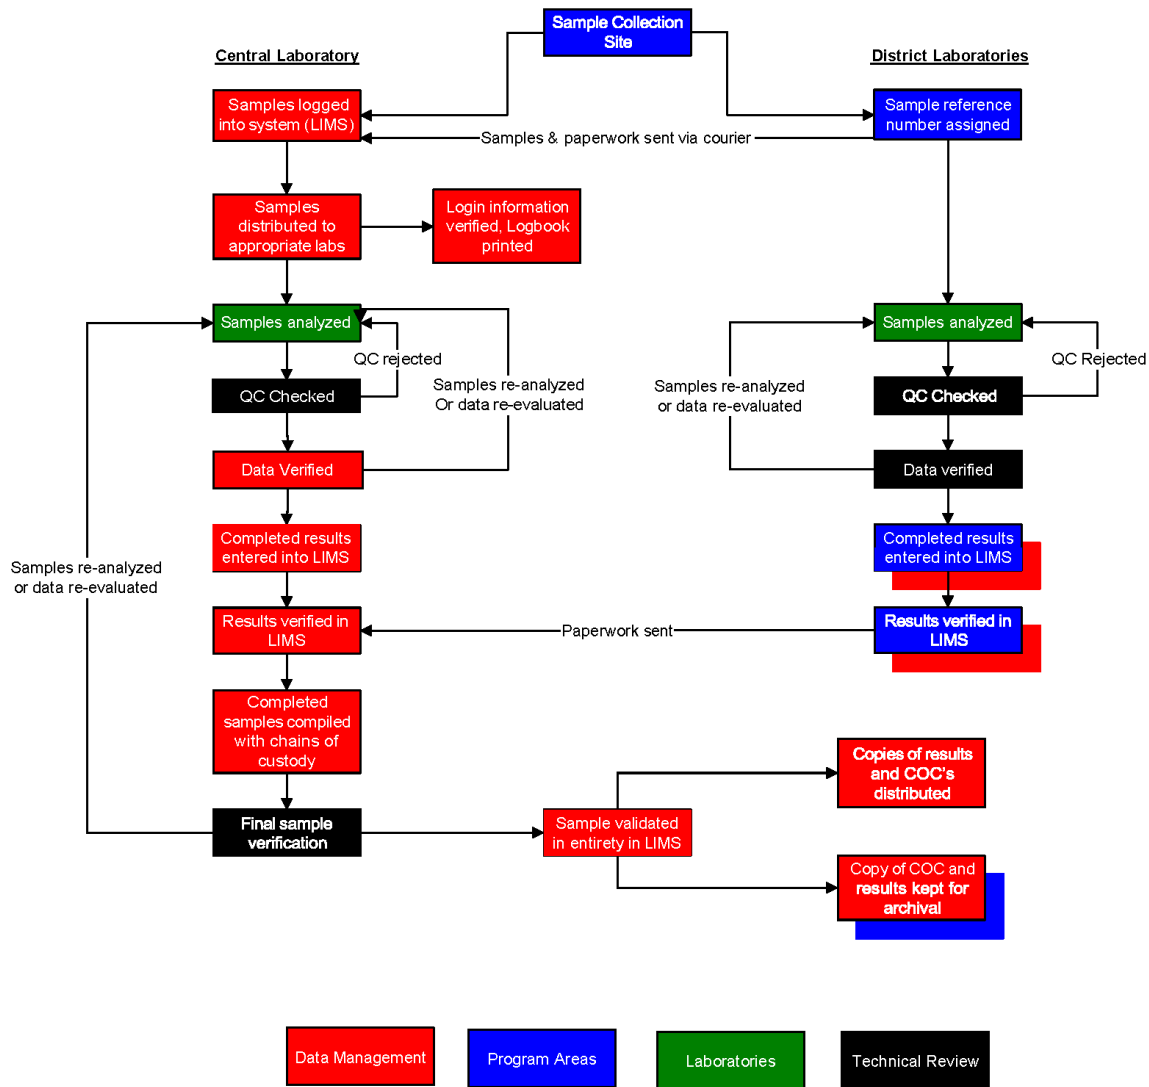 Sample Collection
Site
Central Laboratory
District Laboratories
Samples logged
into system (LIMS)
Sample reference
number assigned
Samples & paperwork sent via courier
Samples
distributed to
appropriate labs
Login information
verified, Logbook
printed
Samples analyzed
Samples analyzed
QC rejected
QC Rejected
Samples re-analyzed
Or data re-evaluated
Samples re-analyzed
or data re-evaluated
QC Checked
QC Checked
Data Verified
Data verified
Completed results
entered into LIMS
Completed results
entered into LIMS
Samples re-analyzed
or data re-evaluated
Results verified in
LIMS
Paperwork sent
Results verified in
LIMS
Completed
samples compiled
with chains of
custody
Copies of results
and COC's
distributed
Final sample
verification
Sample validated
in entirety in LIMS
Copy of COC and
results kept for
archival
Data Management
Program Areas
Laboratories
Technical Review